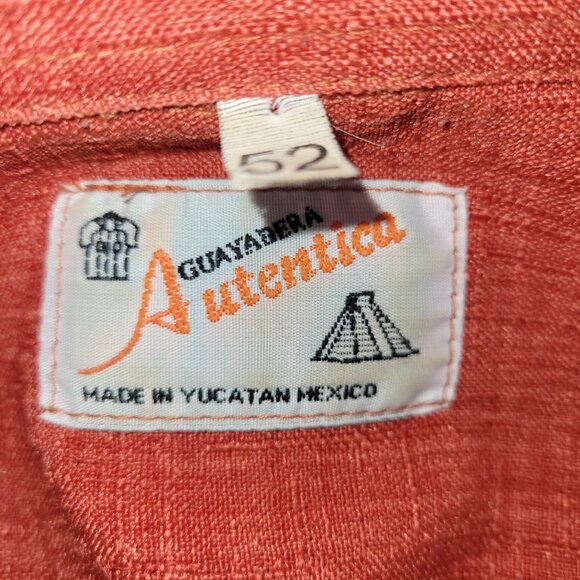 52
GUAYABERA
Autentica
MADE IN YUCATAN MEXICO